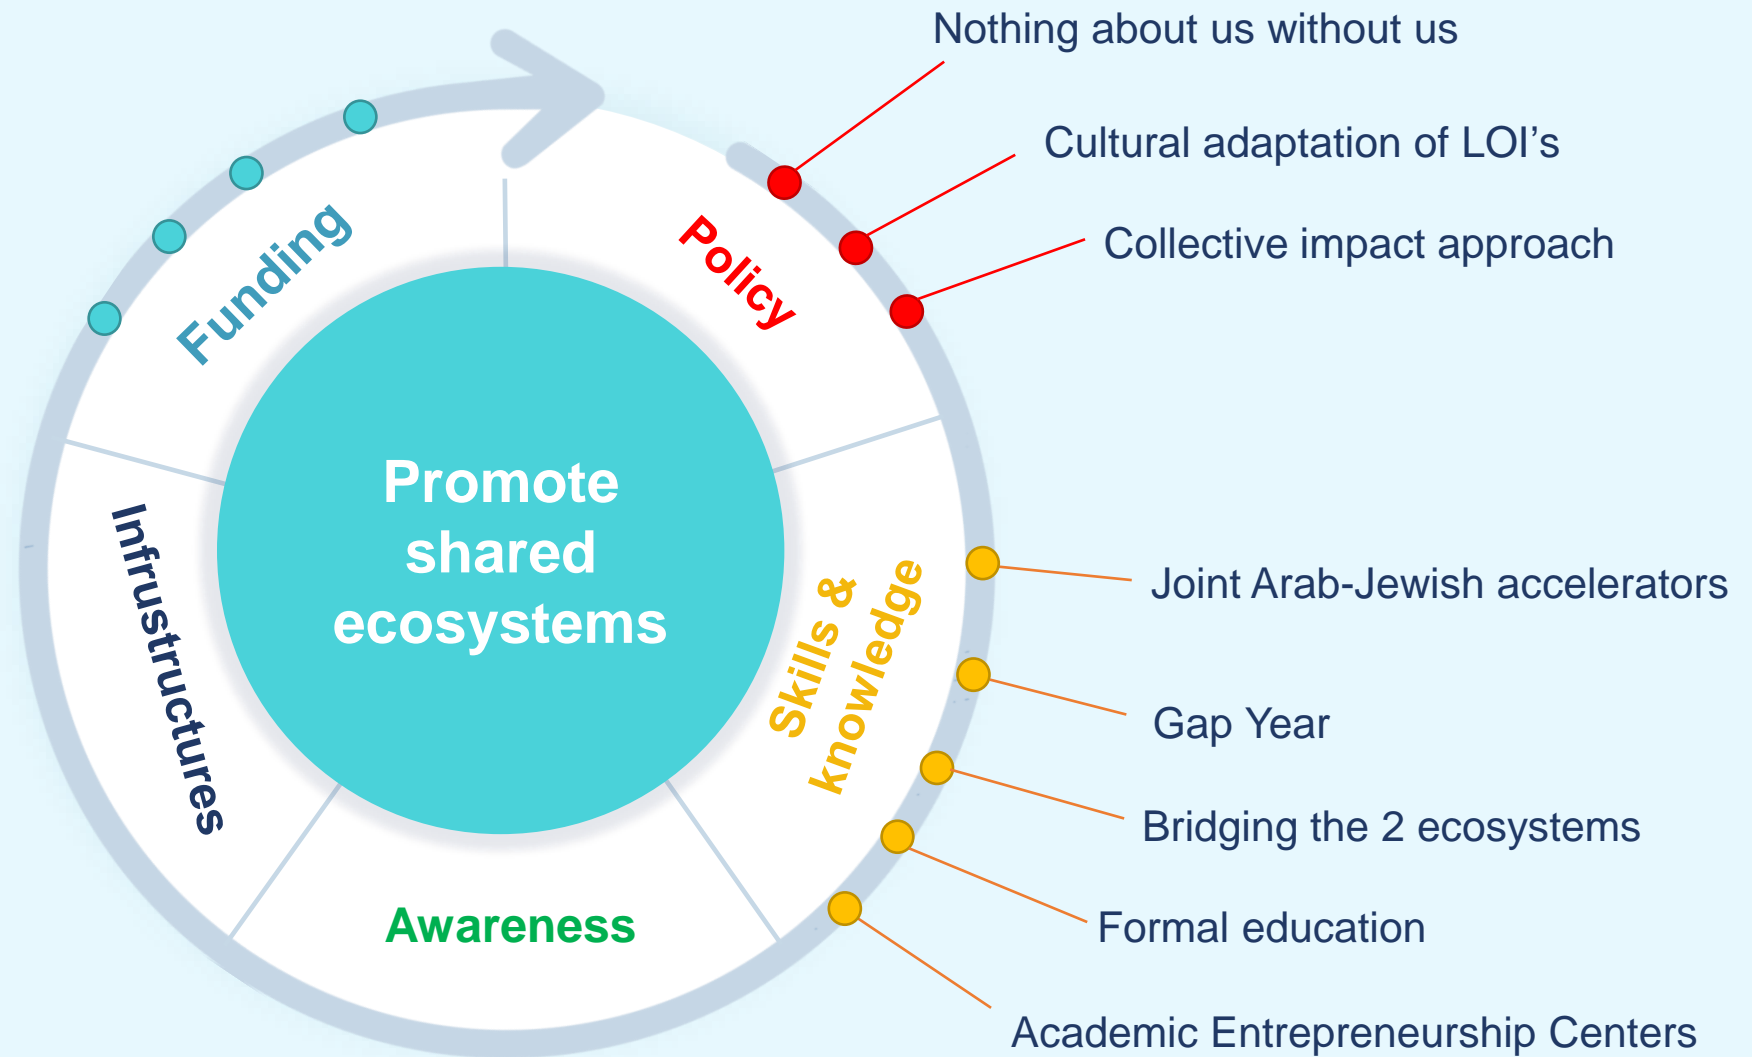 Nothing about us without us
Cultural adaptation of LOI’s
Collective impact approach
Policy
Funding
Promote
shared
ecosystems
Infrustructures
Skills &
knowledge
Awareness
Joint Arab-Jewish accelerators
Gap Year
Bridging the 2 ecosystems
Formal education
Academic Entrepreneurship Centers